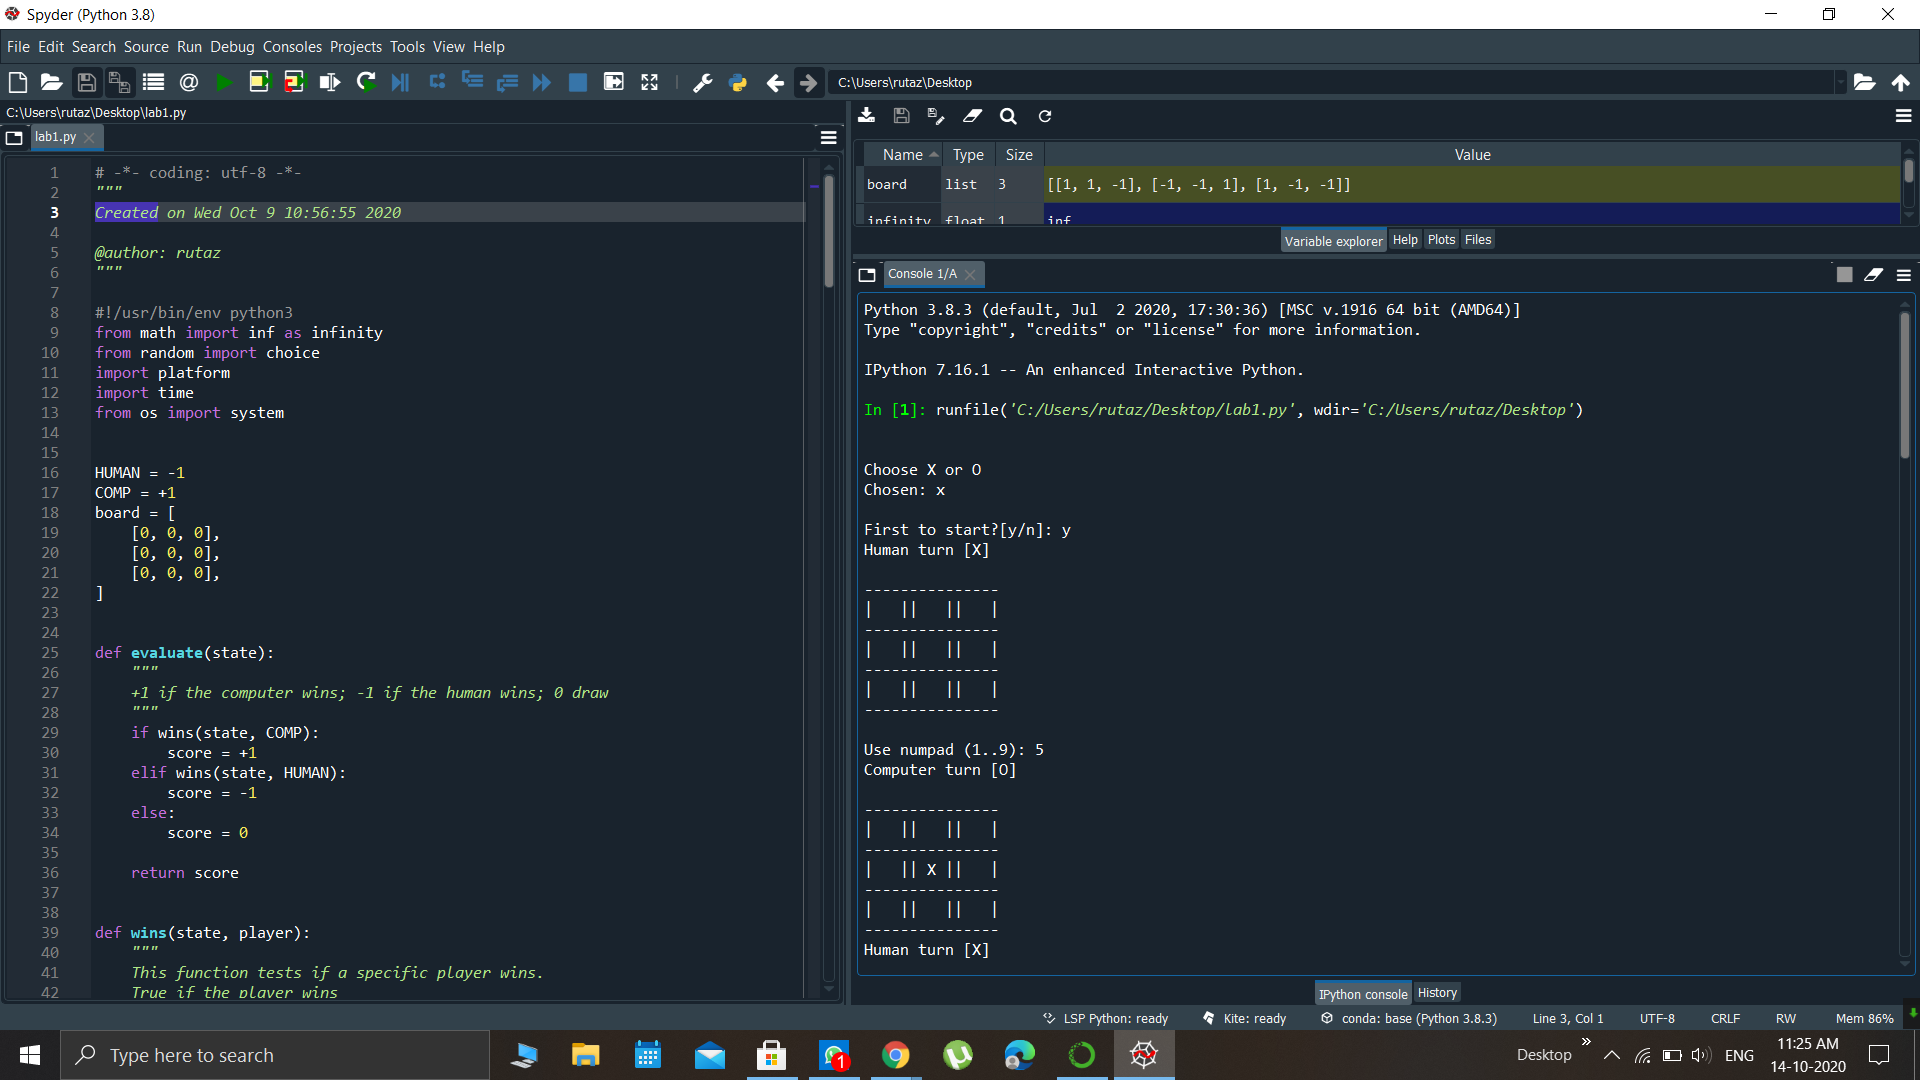 Spyder (Python 3.8)
File Edit Search Source Run Debug Consoles Projects Tools View Help
C:\Users\rutaz\Desktop
C:\Users\rutaz\Desktop\lab1.py
lab1.py
1 # -*- coding: utf-8 -*-
2 """
3 Created on Wed Oct 9 10:56:55 2020
4
5 @author: rutaz
6 """
7
8 #!/usr/bin/env python3
9 from math import inf as infinity
10 from random import choice
11 import platform
12 import time
13 from os import system
14
15
16 HUMAN = -1
17 COMP = +1
18 board = [
19     [0, 0, 0],
20     [0, 0, 0],
21     [0, 0, 0],
22 ]
23
24
25 def evaluate(state):
26     """
27     +1 if the computer wins; -1 if the human wins; 0 draw
28     """
29     if wins(state, COMP):
30         score = +1
31     elif wins(state, HUMAN):
32         score = -1
33     else:
34         score = 0
35
36     return score
37
38
39 def wins(state, player):
40     """
41     This function tests if a specific player wins.
42     True if the player wins
Name Type Size Value
board list 3 [[1, 1, -1], [-1, -1, 1], [1, -1, -1]]
infinity float 1 inf
Variable explorer Help Plots Files
Console 1/A
Python 3.8.3 (default, Jul  2 2020, 17:30:36) [MSC v.1916 64 bit (AMD64)]
Type "copyright", "credits" or "license" for more information.
IPython 7.16.1 -- An enhanced Interactive Python.
In [1]: runfile('C:/Users/rutaz/Desktop/lab1.py', wdir='C:/Users/rutaz/Desktop')
Choose X or O
Chosen: x
First to start?[y/n]: y
Human turn [X]
---------------
|   ||   ||   |
---------------
|   ||   ||   |
---------------
|   ||   ||   |
---------------
Use numpad (1..9): 5
Computer turn [O]
---------------
|   ||   ||   |
---------------
|   || X ||   |
---------------
|   ||   ||   |
---------------
Human turn [X]
IPython console History
LSP Python: ready Kite: ready conda: base (Python 3.8.3) Line 3, Col 1 UTF-8 CRLF RW Mem 86%
Type here to search
1
Desktop
ENG
11:25 AM
14-10-2020